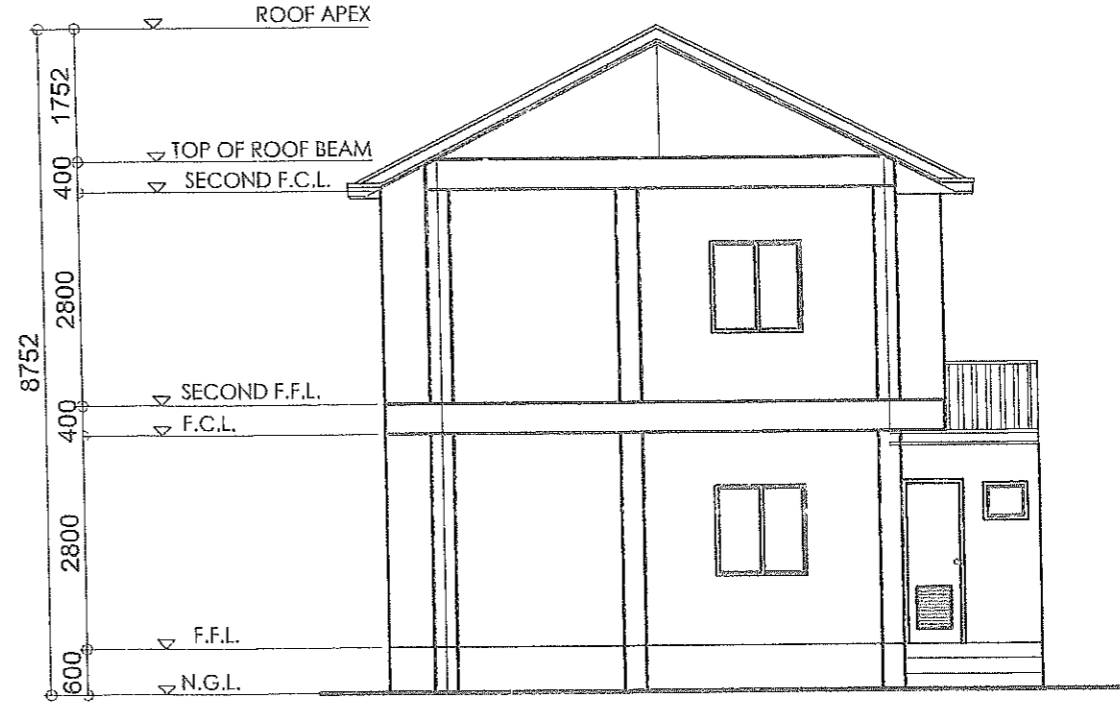 ROOF APEX
1752
TOP OF ROOF BEAM
400
SECOND F.C.L.
2800
8752
SECOND F.F.L.
400
F.C.L.
2800
F.F.L.
600
N.G.L.